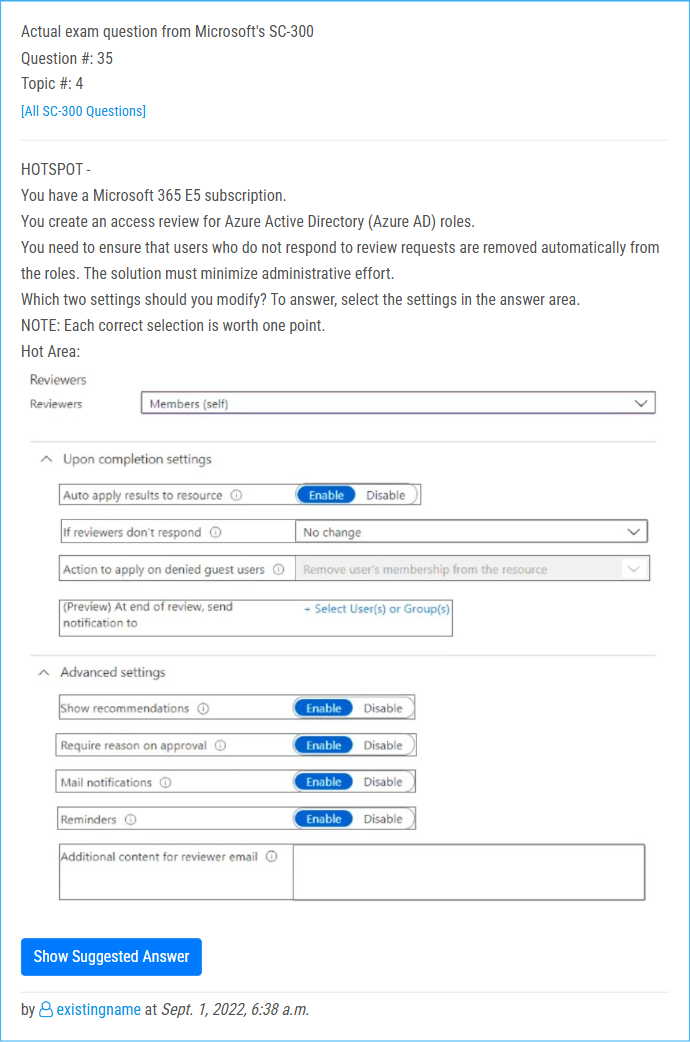 Actual exam question from Microsoft's SC-300
Question #: 35
Topic #: 4
[All SC-300 Questions]
HOTSPOT -
You have a Microsoft 365 E5 subscription.
You create an access review for Azure Active Directory (Azure AD) roles.
You need to ensure that users who do not respond to review requests are removed automatically from
the roles. The solution must minimize administrative effort.
Which two settings should you modify? To answer, select the settings in the answer area.
NOTE: Each correct selection is worth one point.
Hot Area:
Reviewers
Reviewers Members (self)
Upon completion settings
Auto apply results to resource Enable Disable
If reviewers don't respond No change
Action to apply on denied guest users Remove user's membership from the resource
(Preview) At end of review, send + Select User(s) or Group(s)
notification to
Advanced settings
Show recommendations Enable Disable
Require reason on approval Enable Disable
Mail notifications Enable Disable
Reminders Enable Disable
Additional content for reviewer email
Show Suggested Answer
by existingname at Sept. 1, 2022, 6:38 a.m.